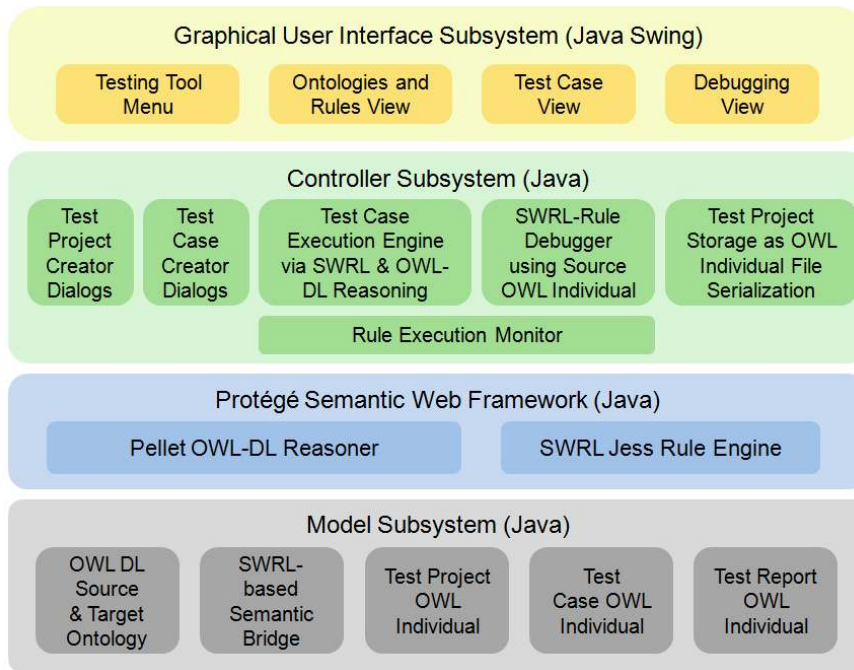 Graphical User Interface Subsystem (Java Swing)
Testing Tool
Menu
Ontologies and
Rules View
Test Case
View
Debugging
View
Controller Subsystem (Java)
Test
Project
Creator
Dialogs
Test
Case
Creator
Dialogs
Test Case
Execution Engine
via SWRL & OWL-
DL Reasoning
SWRL-Rule
Debugger
using Source
OWL Individual
Test Project
Storage as OWL
Individual File
Serialization
Rule Execution Monitor
Protégé Semantic Web Framework (Java)
Pellet OWL-DL Reasoner
SWRL Jess Rule Engine
Model Subsystem (Java)
OWL DL
Source
& Target
Ontology
SWRL-
based
Semantic
Bridge
Test Project
OWL
Individual
Test
Case OWL
Individual
Test Report
OWL
Individual